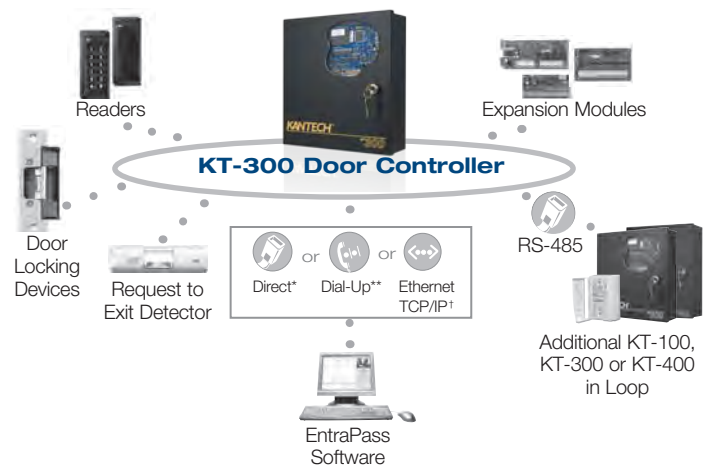 Readers
KANTECH
Expansion Modules
KT-300 Door Controller
Door
Locking
Devices
Request to
Exit Detector
or
or
Direct*
Dial-Up**
Ethernet
TCP/IP†
RS-485
Additional KT-100,
KT-300 or KT-400
in Loop
EntraPass
Software